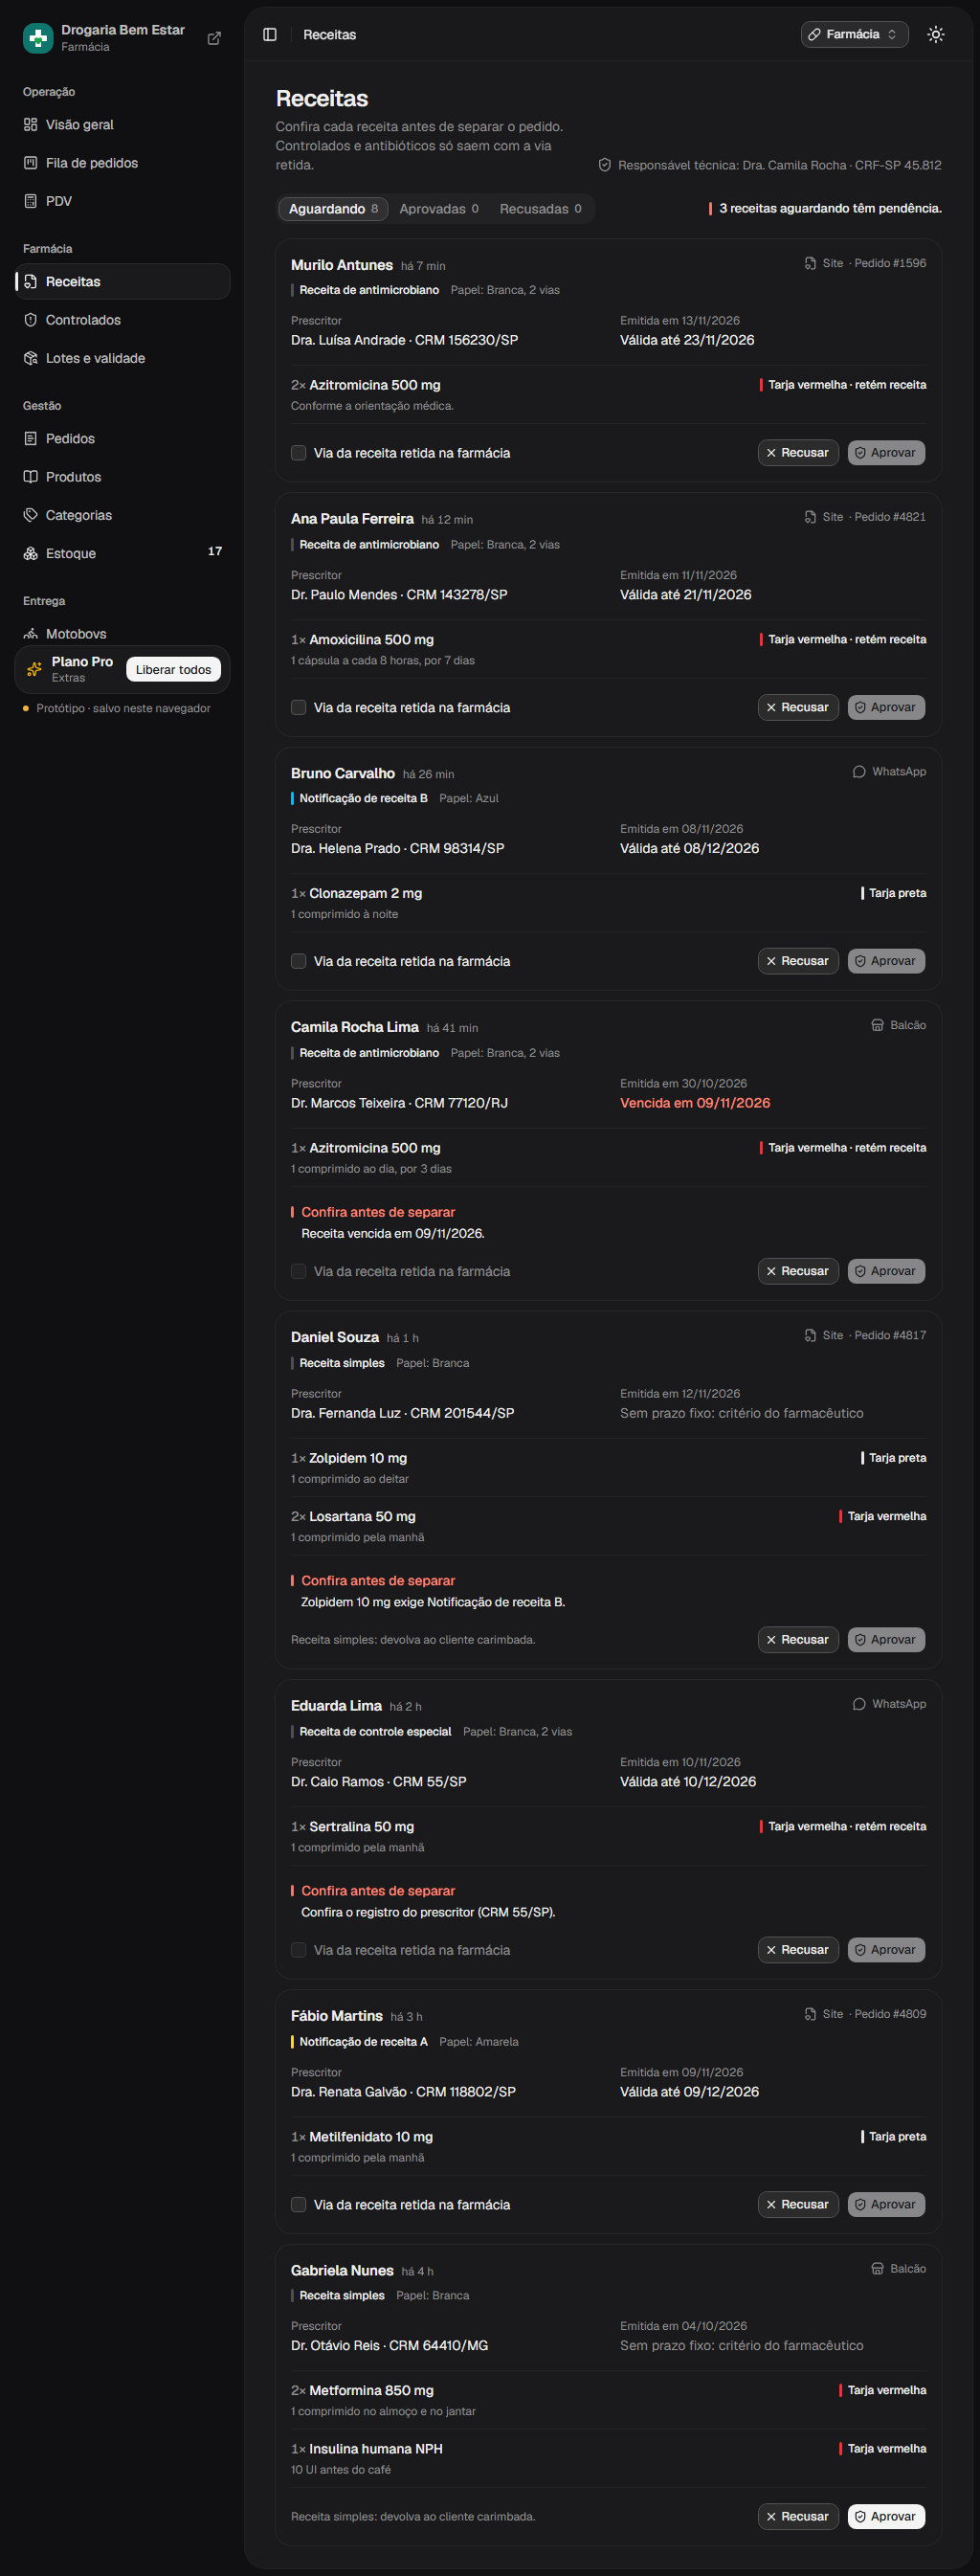 Drogaria Bem Estar
Farmácia
Operação
Visão geral
Fila de pedidos
PDV
Farmácia
Receitas
Controlados
Lotes e validade
Gestão
Pedidos
Produtos
Categorias
Estoque 17
Entrega
Motoboys
Plano Pro
Extras
Liberar todos
Protótipo · salvo neste navegador
Receitas
Farmácia
Receitas
Confira cada receita antes de separar o pedido.
Controlados e antibióticos só saem com a via
retida.
Responsável técnica: Dra. Camila Rocha · CRF-SP 45.812
Aguardando 8 Aprovadas 0 Recusadas 0
3 receitas aguardando têm pendência.
Murilo Antunes há 7 min
Site · Pedido #1596
Receita de antimicrobiano Papel: Branca, 2 vias
Prescritor
Dra. Luísa Andrade · CRM 156230/SP
Emitida em 13/11/2026
Válida até 23/11/2026
2× Azitromicina 500 mg
Tarja vermelha · retém receita
Conforme a orientação médica.
Via da receita retida na farmácia
Recusar Aprovar
Ana Paula Ferreira há 12 min
Site · Pedido #4821
Receita de antimicrobiano Papel: Branca, 2 vias
Prescritor
Dr. Paulo Mendes · CRM 143278/SP
Emitida em 11/11/2026
Válida até 21/11/2026
1× Amoxicilina 500 mg
Tarja vermelha · retém receita
1 cápsula a cada 8 horas, por 7 dias
Via da receita retida na farmácia
Recusar Aprovar
Bruno Carvalho há 26 min
WhatsApp
Notificação de receita B Papel: Azul
Prescritor
Dra. Helena Prado · CRM 98314/SP
Emitida em 08/11/2026
Válida até 08/12/2026
1× Clonazepam 2 mg
Tarja preta
1 comprimido à noite
Via da receita retida na farmácia
Recusar Aprovar
Camila Rocha Lima há 41 min
Balcão
Receita de antimicrobiano Papel: Branca, 2 vias
Prescritor
Dr. Marcos Teixeira · CRM 77120/RJ
Emitida em 30/10/2026
Vencida em 09/11/2026
1× Azitromicina 500 mg
Tarja vermelha · retém receita
1 comprimido ao dia, por 3 dias
Confira antes de separar
Receita vencida em 09/11/2026.
Via da receita retida na farmácia
Recusar Aprovar
Daniel Souza há 1 h
Site · Pedido #4817
Receita simples Papel: Branca
Prescritor
Dra. Fernanda Luz · CRM 201544/SP
Emitida em 12/11/2026
Sem prazo fixo: critério do farmacêutico
1× Zolpidem 10 mg
Tarja preta
1 comprimido ao deitar
2× Losartana 50 mg
Tarja vermelha
1 comprimido pela manhã
Confira antes de separar
Zolpidem 10 mg exige Notificação de receita B.
Receita simples: devolva ao cliente carimbada.
Recusar Aprovar
Eduarda Lima há 2 h
WhatsApp
Receita de controle especial Papel: Branca, 2 vias
Prescritor
Dr. Caio Ramos · CRM 55/SP
Emitida em 10/11/2026
Válida até 10/12/2026
1× Sertralina 50 mg
Tarja vermelha · retém receita
1 comprimido pela manhã
Confira antes de separar
Confira o registro do prescritor (CRM 55/SP).
Via da receita retida na farmácia
Recusar Aprovar
Fábio Martins há 3 h
Site · Pedido #4809
Notificação de receita A Papel: Amarela
Prescritor
Dra. Renata Galvão · CRM 118802/SP
Emitida em 09/11/2026
Válida até 09/12/2026
1× Metilfenidato 10 mg
Tarja preta
1 comprimido pela manhã
Via da receita retida na farmácia
Recusar Aprovar
Gabriela Nunes há 4 h
Balcão
Receita simples Papel: Branca
Prescritor
Dr. Otávio Reis · CRM 64410/MG
Emitida em 04/10/2026
Sem prazo fixo: critério do farmacêutico
2× Metformina 850 mg
Tarja vermelha
1 comprimido no almoço e no jantar
1× Insulina humana NPH
Tarja vermelha
10 UI antes do café
Receita simples: devolva ao cliente carimbada.
Recusar Aprovar